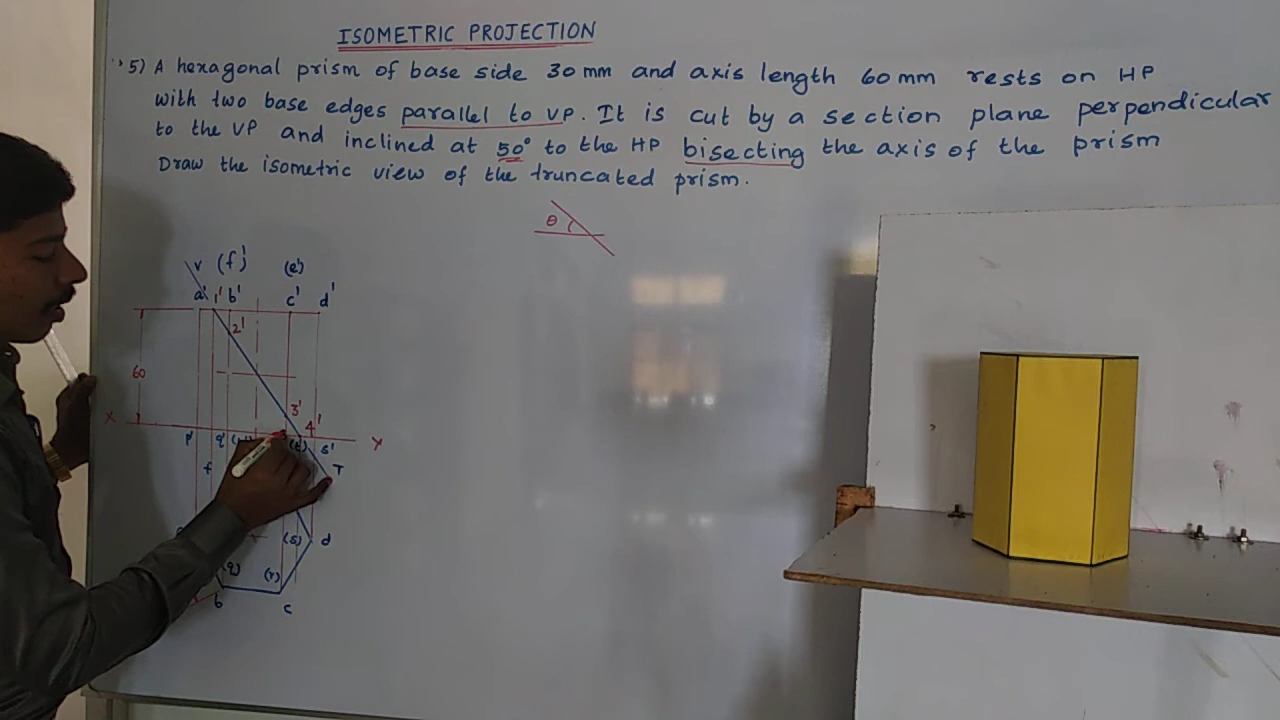 ISOMETRIC PROJECTION
5) A hexagonal prism of base side 30 mm and axis length 60 mm rests on HP
with two base edges parallel to VP. It is cut by a section plane perpendicular
to the VP and inclined at 50° to the HP bisecting the axis of the prism
Draw the isometric view of the truncated prism.
θ
V (f') (e')
a' 1' b' c' d'
2'
60
3'
X 4'
p' q' (t') s' Y
f T
(s) d
(q) (r)
b c